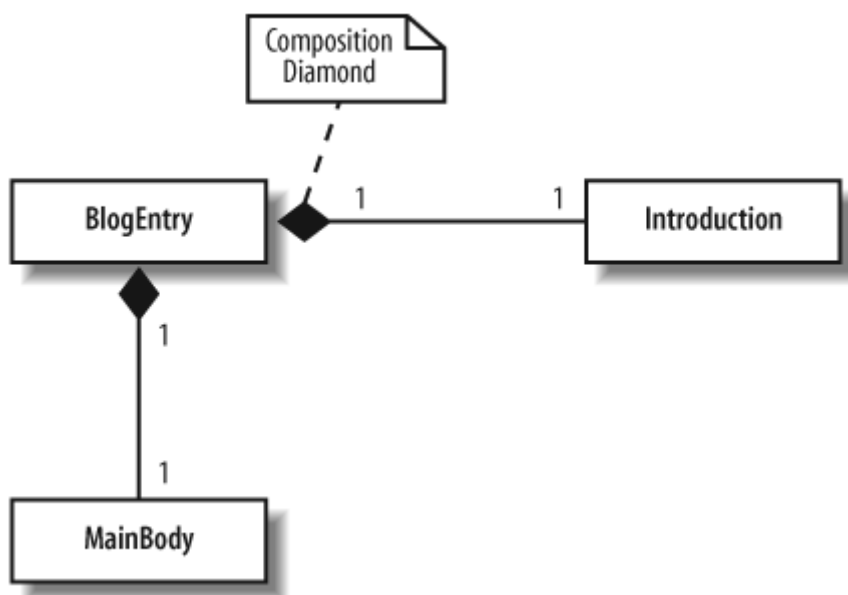 Composition
Diamond
BlogEntry
1
1
Introduction
1
1
MainBody